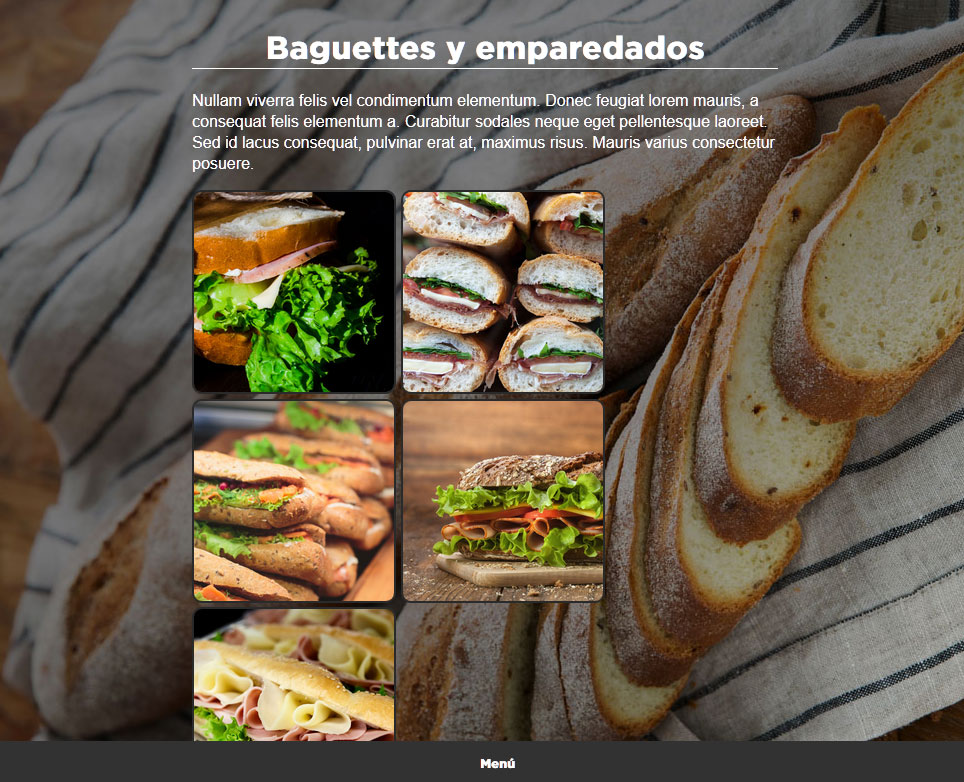 Baguettes y emparedados
Nullam viverra felis vel condimentum elementum. Donec feugiat lorem mauris, a
consequat felis elementum a. Curabitur sodales neque eget pellentesque laoreet.
Sed id lacus consequat, pulvinar erat at, maximus risus. Mauris varius consectetur
posuere.
Menú